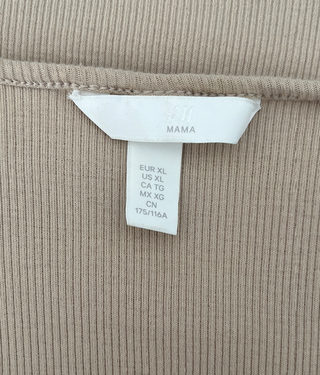 MAMA
EUR XL
US XL
CA TG
MX XG
CN
175/116A